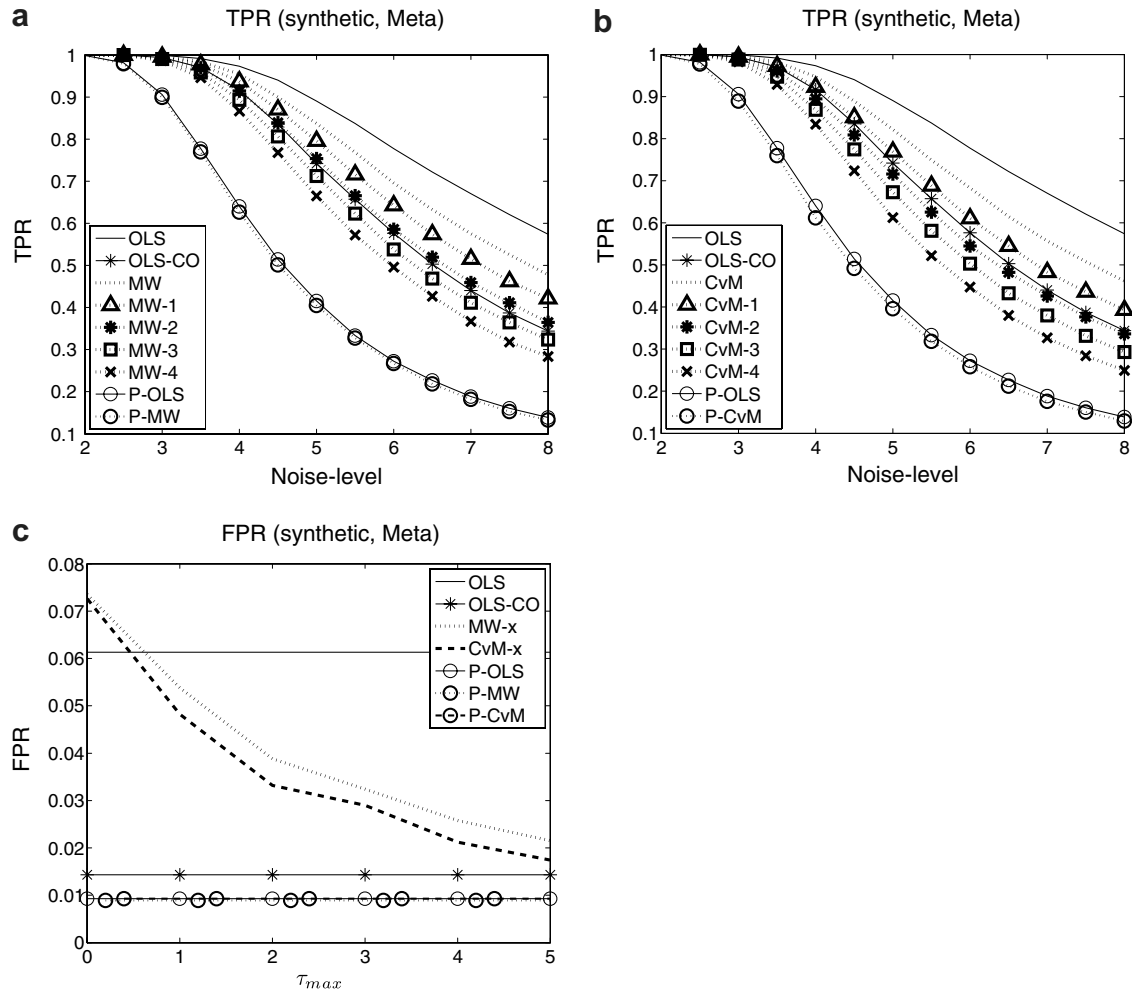 a
TPR (synthetic, Meta)
1
0.9
0.8
0.7
0.6
0.5
0.4
0.3
0.2
0.1
TPR
OLS
OLS-CO
MW
MW-1
MW-2
MW-3
MW-4
P-OLS
P-MW
2 3 4 5 6 7 8
Noise-level
b
TPR (synthetic, Meta)
1
0.9
0.8
0.7
0.6
0.5
0.4
0.3
0.2
0.1
TPR
OLS
OLS-CO
CvM
CvM-1
CvM-2
CvM-3
CvM-4
P-OLS
P-CvM
2 3 4 5 6 7 8
Noise-level
c
FPR (synthetic, Meta)
0.08
0.07
0.06
0.05
0.04
0.03
0.02
0.01
0
FPR
OLS
OLS-CO
MW-x
CvM-x
P-OLS
P-MW
P-CvM
0 1 2 3 4 5
τmax